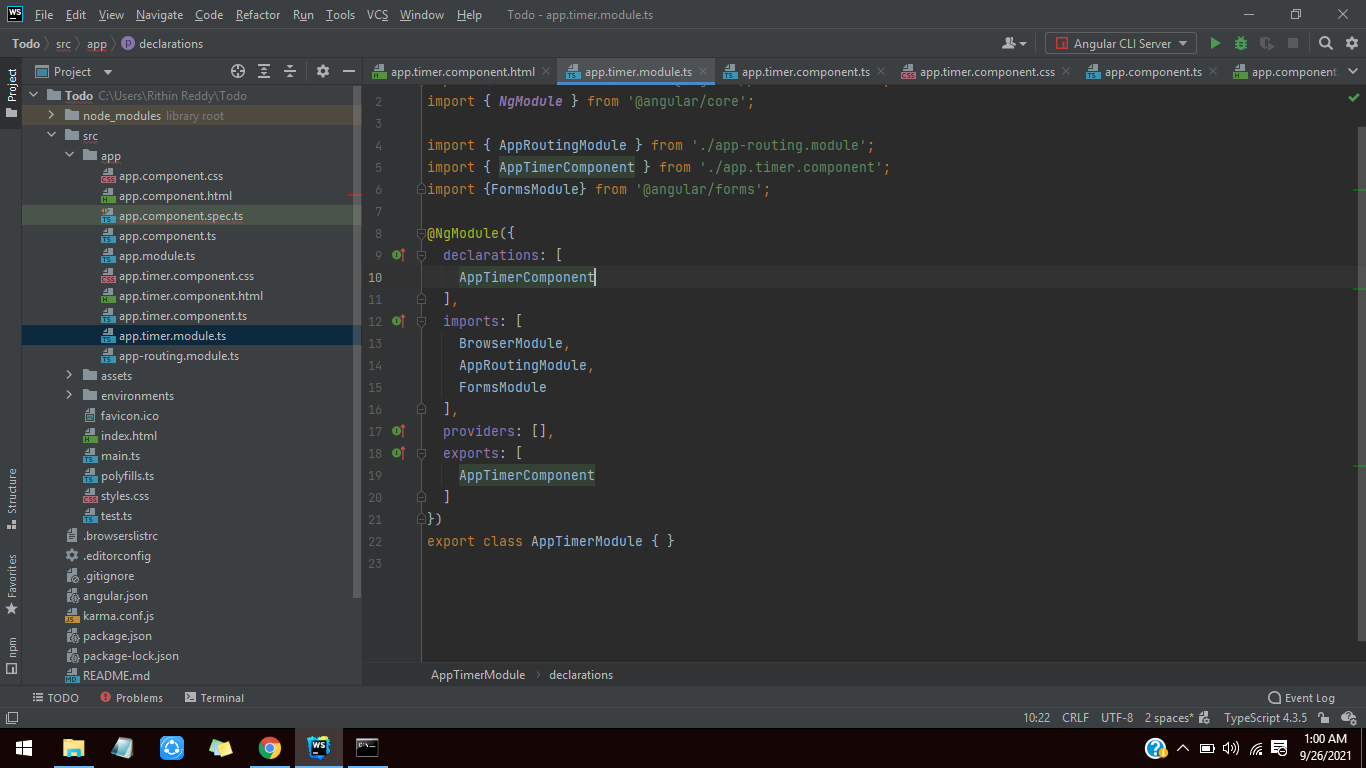 WS File Edit View Navigate Code Refactor Run Tools VCS Window Help Todo - app.timer.module.ts
Todo src app p declarations Angular CLI Server
Project
Project
app.timer.component.html app.timer.module.ts app.timer.component.ts app.timer.component.css app.component.ts app.component
Todo C:\Users\Rithin Reddy\Todo
node_modules library root
src
app
app.component.css
app.component.html
app.component.spec.ts
app.component.ts
app.module.ts
app.timer.component.css
app.timer.component.html
app.timer.component.ts
app.timer.module.ts
app-routing.module.ts
assets
environments
favicon.ico
index.html
main.ts
polyfills.ts
styles.css
test.ts
.browserslistrc
.editorconfig
.gitignore
angular.json
karma.conf.js
package.json
package-lock.json
README.md
Structure
Favorites
npm
2 import { NgModule } from '@angular/core';
3
4 import { AppRoutingModule } from './app-routing.module';
5 import { AppTimerComponent } from './app.timer.component';
6 import {FormsModule} from '@angular/forms';
7
8 @NgModule({
9 declarations: [
10 AppTimerComponent
11 ],
12 imports: [
13 BrowserModule,
14 AppRoutingModule,
15 FormsModule
16 ],
17 providers: [],
18 exports: [
19 AppTimerComponent
20 ]
21 })
22 export class AppTimerModule { }
23
AppTimerModule declarations
TODO Problems Terminal Event Log
10:22 CRLF UTF-8 2 spaces* TypeScript 4.3.5
1:00 AM
9/26/2021